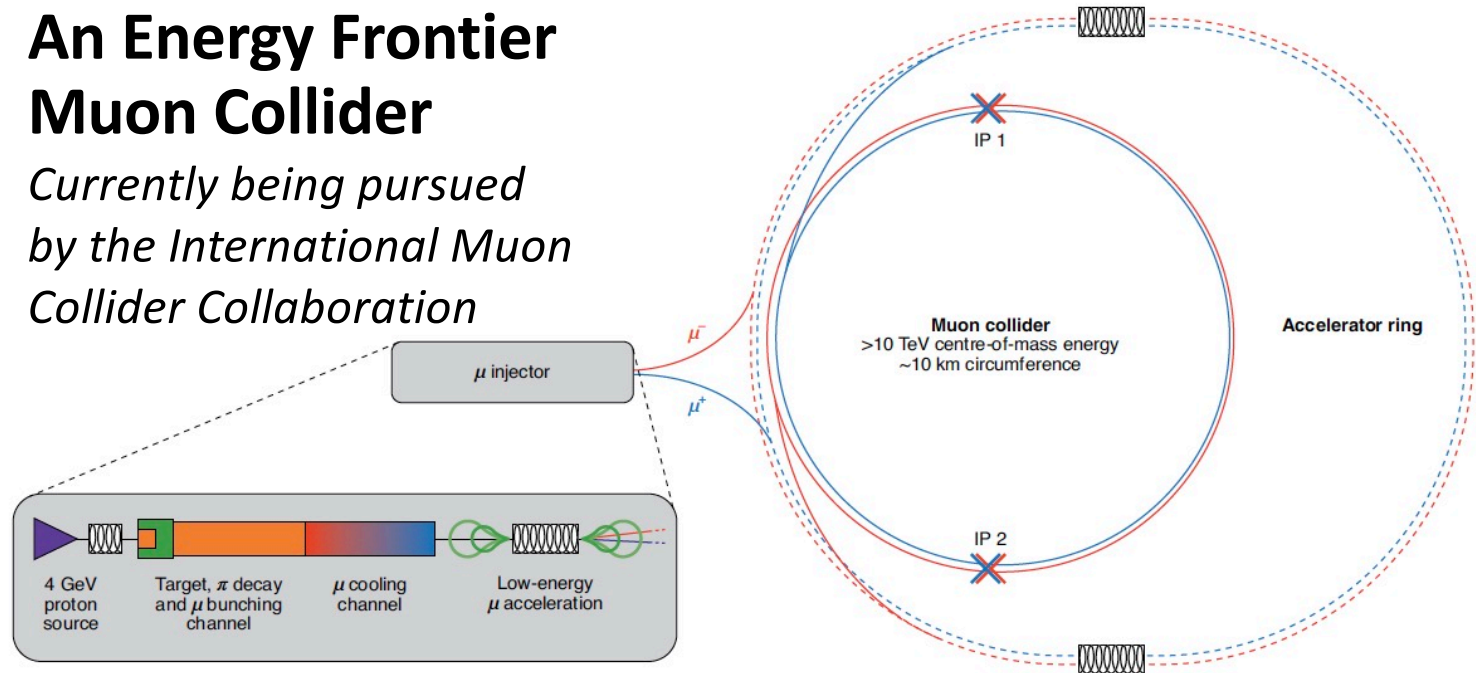 An Energy Frontier
Muon Collider
Currently being pursued
by the International Muon
Collider Collaboration
μ injector
μ⁻
μ⁺
IP 1
Muon collider
>10 TeV centre-of-mass energy
~10 km circumference
Accelerator ring
IP 2
4 GeV
proton
source
Target, π decay
and μ bunching
channel
μ cooling
channel
Low-energy
μ acceleration